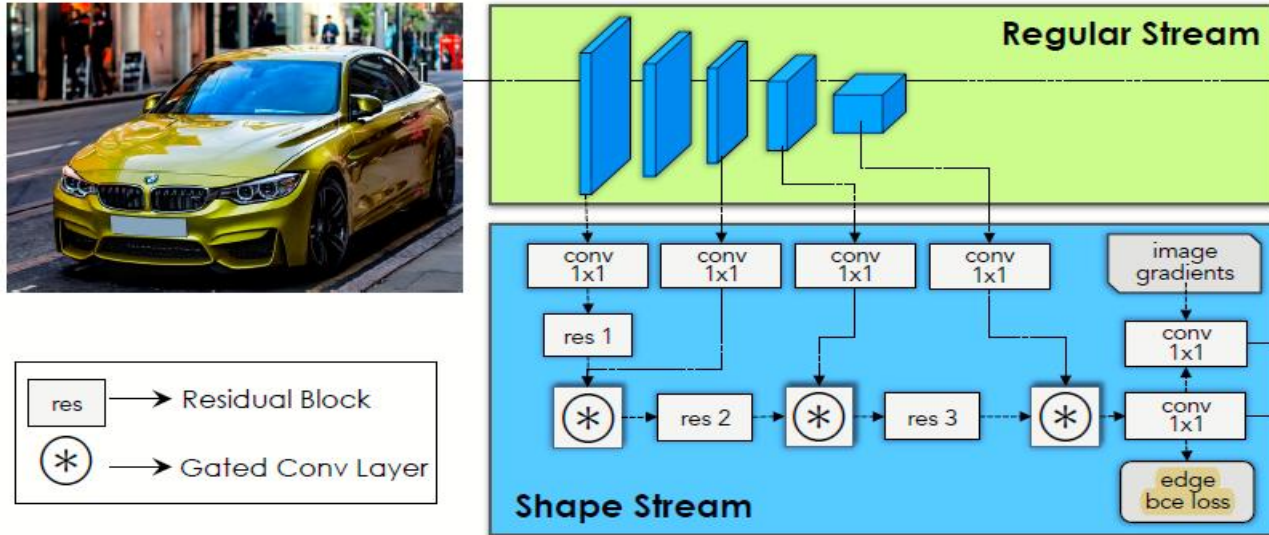 Regular Stream
conv
1x1
conv
1x1
conv
1x1
conv
1x1
image
gradients
res 1
conv
1x1
res
Residual Block
Gated Conv Layer
res 2
res 3
conv
1x1
edge
bce loss
Shape Stream